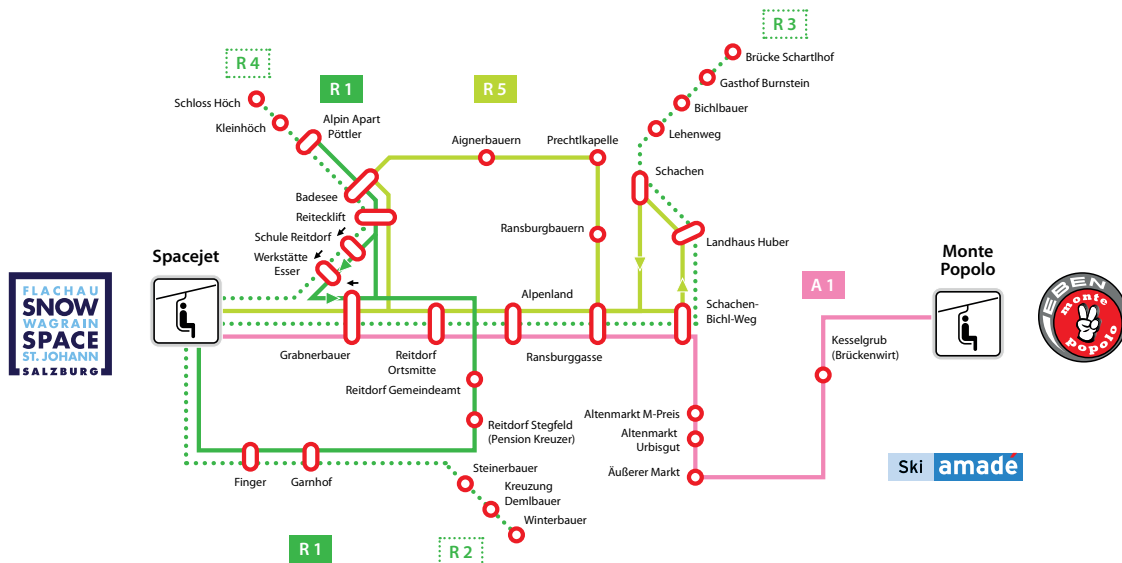 R 3
Brücke Schartlhof
R 4
Gasthof Burnstein
R 1
R 5
Schloss Höch
Alpin Apart
Pöttler
Bichlbauer
Kleinhöch
Lehenweg
Aignerbauern
Prechtlkapelle
Schachen
Badesee
Reitecklift
Ransburgbauern
Schule Reitdorf
Landhaus Huber
Werkstätte
Esser
Spacejet
Monte
Popolo
A 1
FLACHAU
SNOW
WAGRAIN
SPACE
ST. JOHANN
SALZBURG
Alpenland
Schachen-
Bichl-Weg
EBEN
monte
popolo
Grabnerbauer
Reitdorf
Ortsmitte
Ransburggasse
Kesselgrub
(Brückenwirt)
Reitdorf Gemeindeamt
Altenmarkt M-Preis
Reitdorf Stegfeld
(Pension Kreuzer)
Altenmarkt
Urbisgut
Äußerer Markt
Ski amadé
Finger
Garnhof
Steinerbauer
Kreuzung
Demlbauer
Winterbauer
R 1
R 2